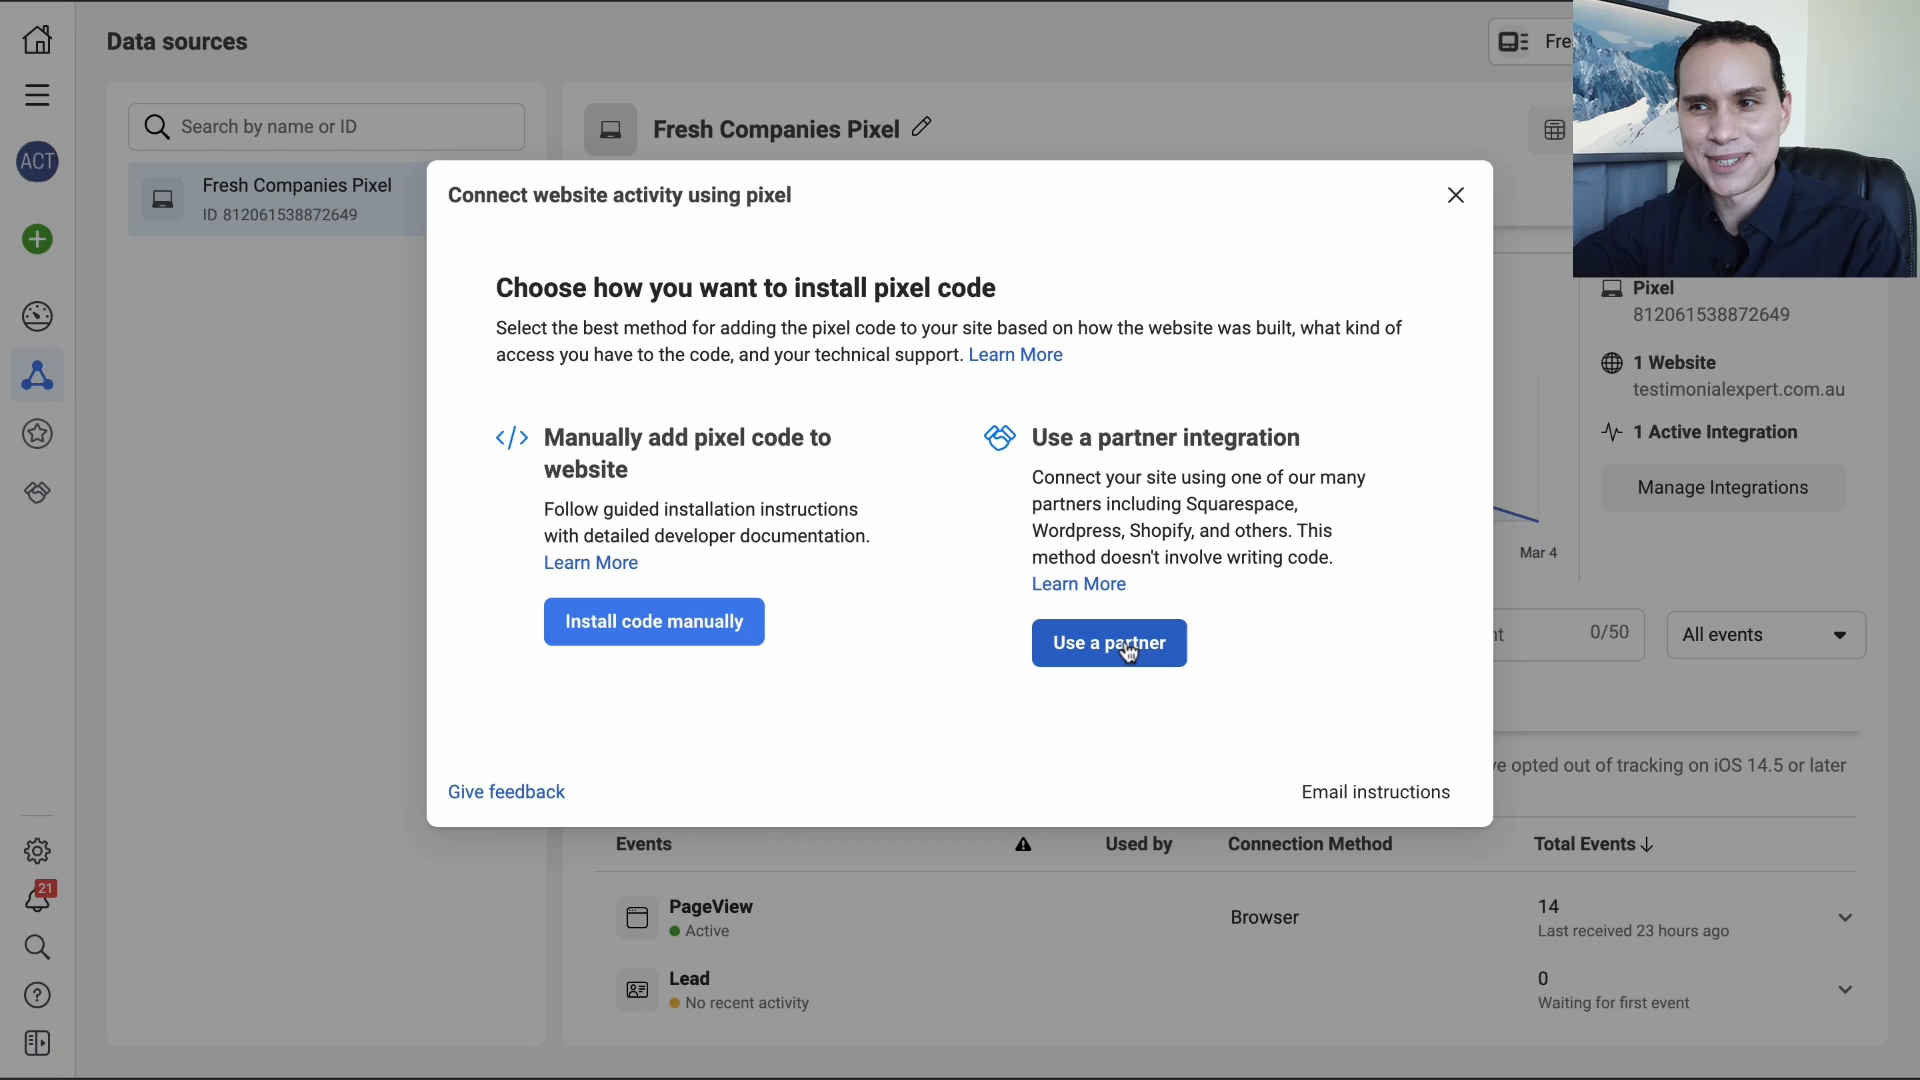 Data sources
Fre
ACT
Search by name or ID
Fresh Companies Pixel
ID 812061538872649
Fresh Companies Pixel
Connect website activity using pixel
Choose how you want to install pixel code
Select the best method for adding the pixel code to your site based on how the website was built, what kind of
access you have to the code, and your technical support. Learn More
Manually add pixel code to
website
Follow guided installation instructions
with detailed developer documentation.
Learn More
Install code manually
Use a partner integration
Connect your site using one of our many
partners including Squarespace,
Wordpress, Shopify, and others. This
method doesn't involve writing code.
Learn More
Use a partner
Give feedback
Email instructions
Pixel
812061538872649
1 Website
testimonialexpert.com.au
1 Active Integration
Manage Integrations
Mar 4
nt
0/50
All events
ve opted out of tracking on iOS 14.5 or later
Events
Used by
Connection Method
Total Events
PageView
Active
Browser
14
Last received 23 hours ago
Lead
No recent activity
0
Waiting for first event
21